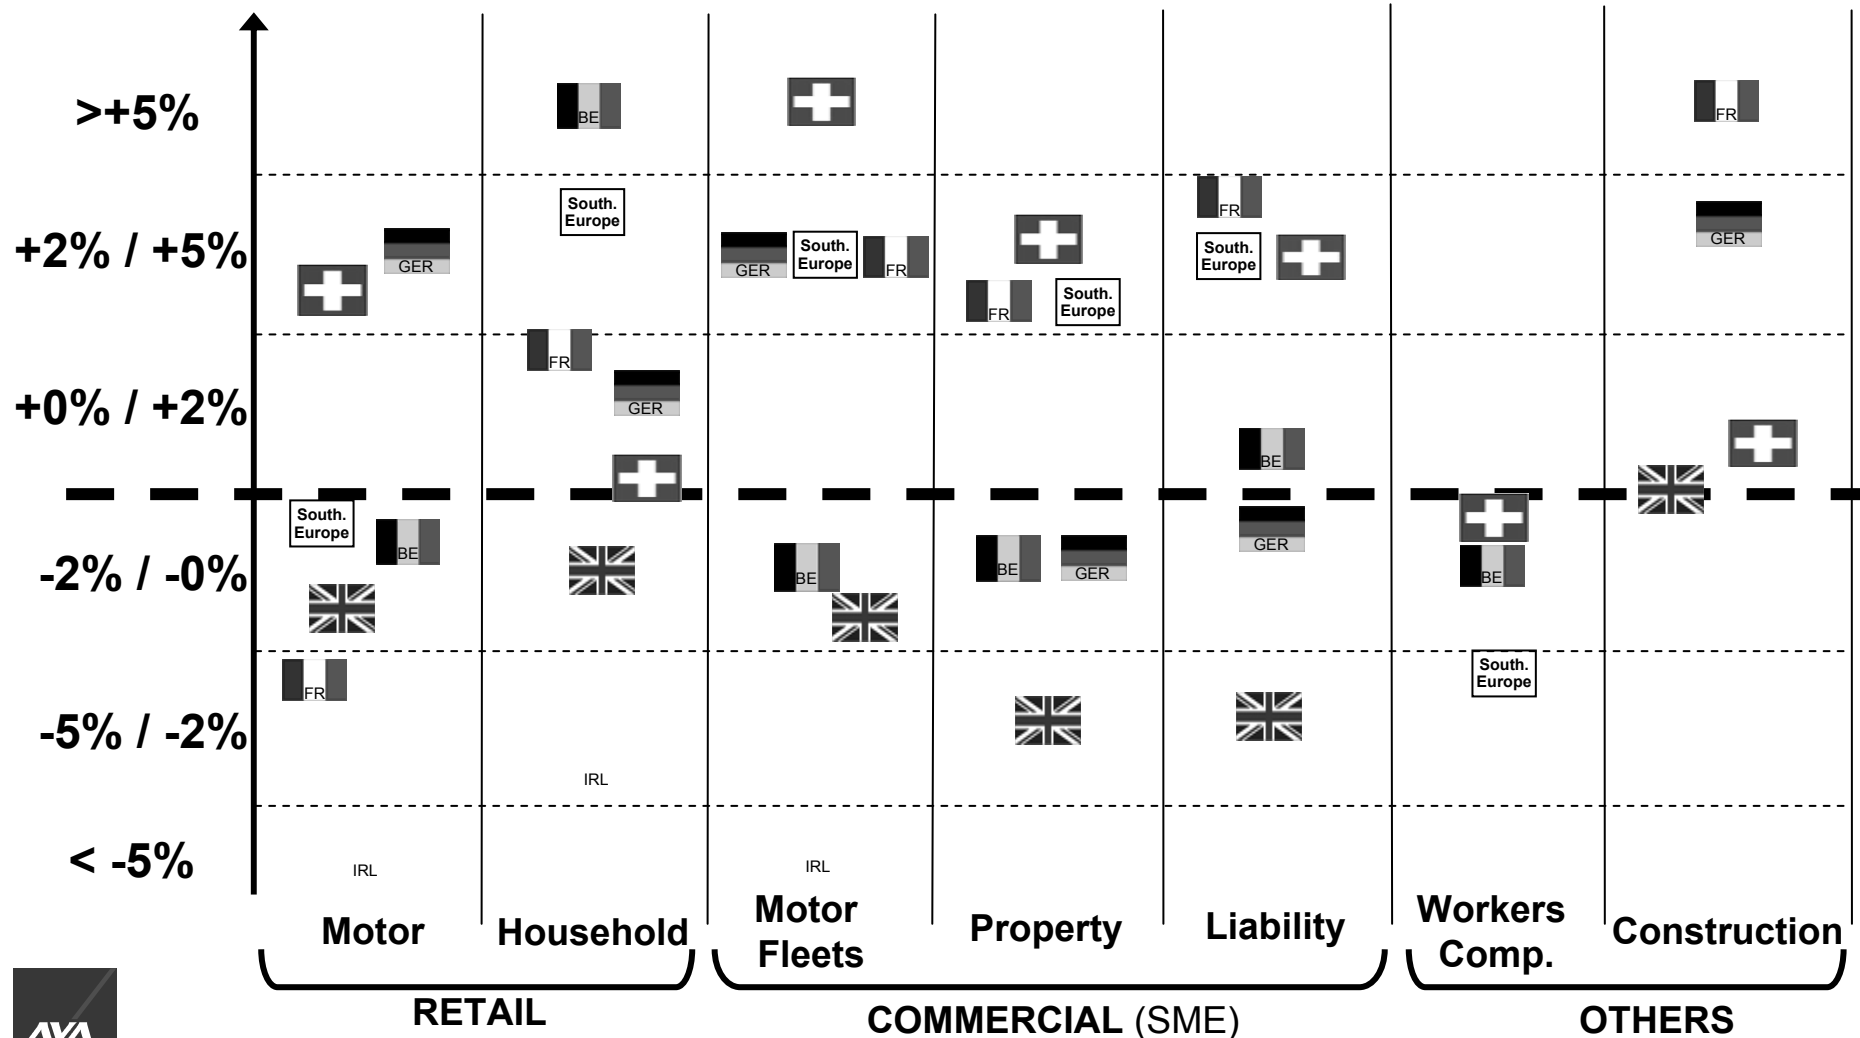 >+5%
BE
FR
South.
Europe
FR
+2% / +5%
GER
GER
South.
Europe
FR
South.
Europe
GER
FR
South.
Europe
FR
GER
+0% / +2%
BE
South.
Europe
BE
GER
-2% / -0%
BE
BE
GER
BE
FR
South.
Europe
-5% / -2%
IRL
< -5%
IRL
IRL
Motor
Household
Motor
Fleets
Property
Liability
Workers
Comp.
Construction
RETAIL
COMMERCIAL (SME)
OTHERS
AXA